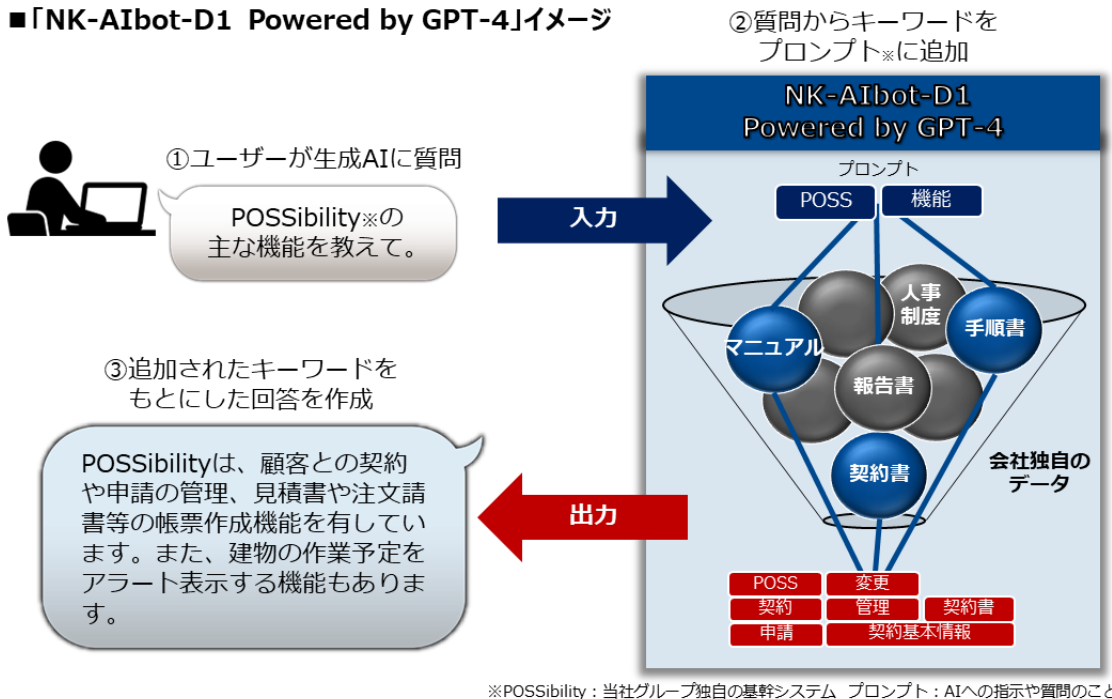 ■「NK-AIbot-D1 Powered by GPT-4」イメージ
②質問からキーワードを
プロンプト※に追加
NK-AIbot-D1
Powered by GPT-4
①ユーザーが生成AIに質問
POSSibility※の
主な機能を教えて。
入力
プロンプト
POSS
機能
人事
制度
手順書
マニュアル
報告書
契約書
会社独自の
データ
③追加されたキーワードを
もとにした回答を作成
POSSibilityは、顧客との契約
や申請の管理、見積書や注文請
書等の帳票作成機能を有してい
ます。また、建物の作業予定を
アラート表示する機能もありま
す。
出力
POSS
変更
契約
管理
契約書
申請
契約基本情報
※POSSibility：当社グループ独自の基幹システム プロンプト：AIへの指示や質問のこと